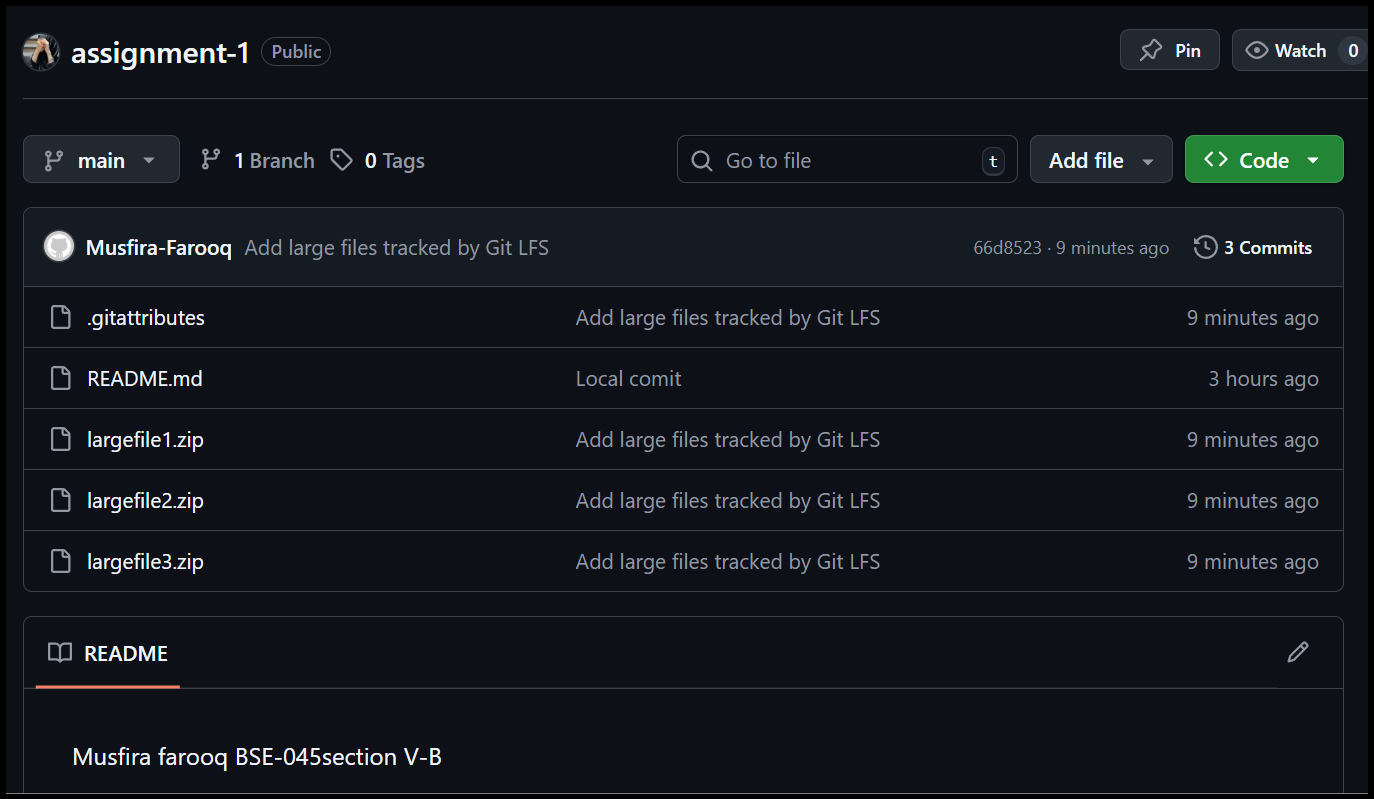 assignment-1 Public Pin Watch 0
main 1 Branch 0 Tags Go to file t Add file Code
Musfira-Farooq Add large files tracked by Git LFS 66d8523 · 9 minutes ago 3 Commits
.gitattributes Add large files tracked by Git LFS 9 minutes ago
README.md Local comit 3 hours ago
largefile1.zip Add large files tracked by Git LFS 9 minutes ago
largefile2.zip Add large files tracked by Git LFS 9 minutes ago
largefile3.zip Add large files tracked by Git LFS 9 minutes ago
README
Musfira farooq BSE-045section V-B